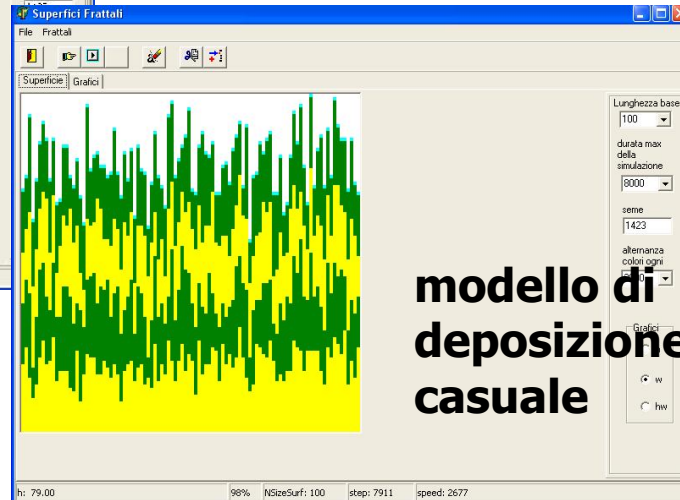 Superfici Frattali
File Frattali
Superficie Grafici
Lunghezza base
100
durata max
della
simulazione
8000
seme
1423
alternanza
colori ogni
modello di
deposizione
casuale
Grafici
w
hw
h: 79.00 98% NSizeSurf: 100 step: 7911 speed: 2677